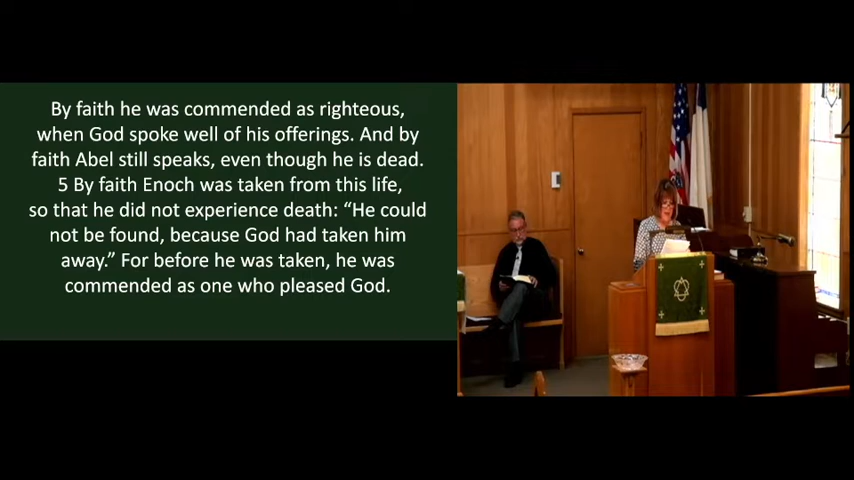 By faith he was commended as righteous,
when God spoke well of his offerings. And by
faith Abel still speaks, even though he is dead.
5 By faith Enoch was taken from this life,
so that he did not experience death: “He could
not be found, because God had taken him
away.” For before he was taken, he was
commended as one who pleased God.